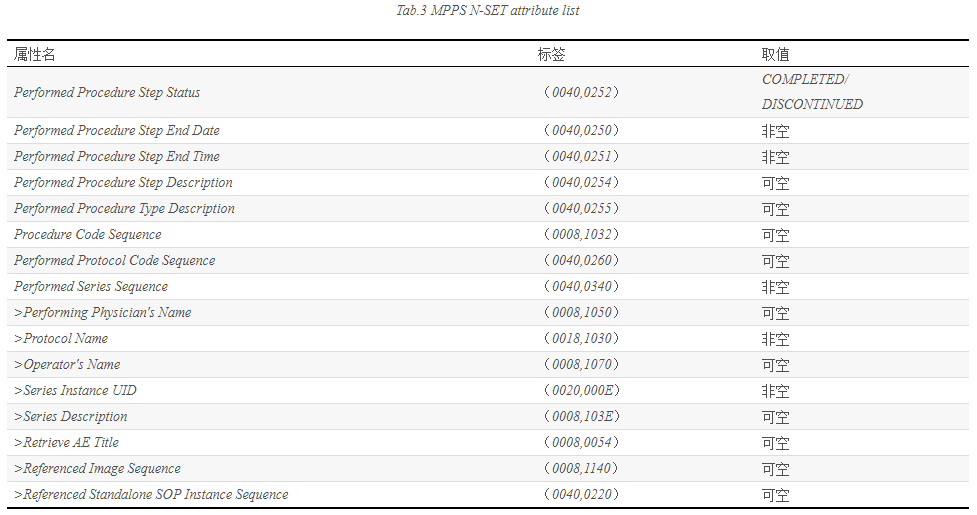 Tab.3 MPPS N-SET attribute list
属性名 标签 取值
Performed Procedure Step Status （0040,0252） COMPLETED/
DISCONTINUED
Performed Procedure Step End Date （0040,0250） 非空
Performed Procedure Step End Time （0040,0251） 非空
Performed Procedure Step Description （0040,0254） 可空
Performed Procedure Type Description （0040,0255） 可空
Procedure Code Sequence （0008,1032） 可空
Performed Protocol Code Sequence （0040,0260） 可空
Performed Series Sequence （0040,0340） 非空
>Performing Physician's Name （0008,1050） 可空
>Protocol Name （0018,1030） 非空
>Operator's Name （0008,1070） 可空
>Series Instance UID （0020,000E） 非空
>Series Description （0008,103E） 可空
>Retrieve AE Title （0008,0054） 可空
>Referenced Image Sequence （0008,1140） 可空
>Referenced Standalone SOP Instance Sequence （0040,0220） 可空